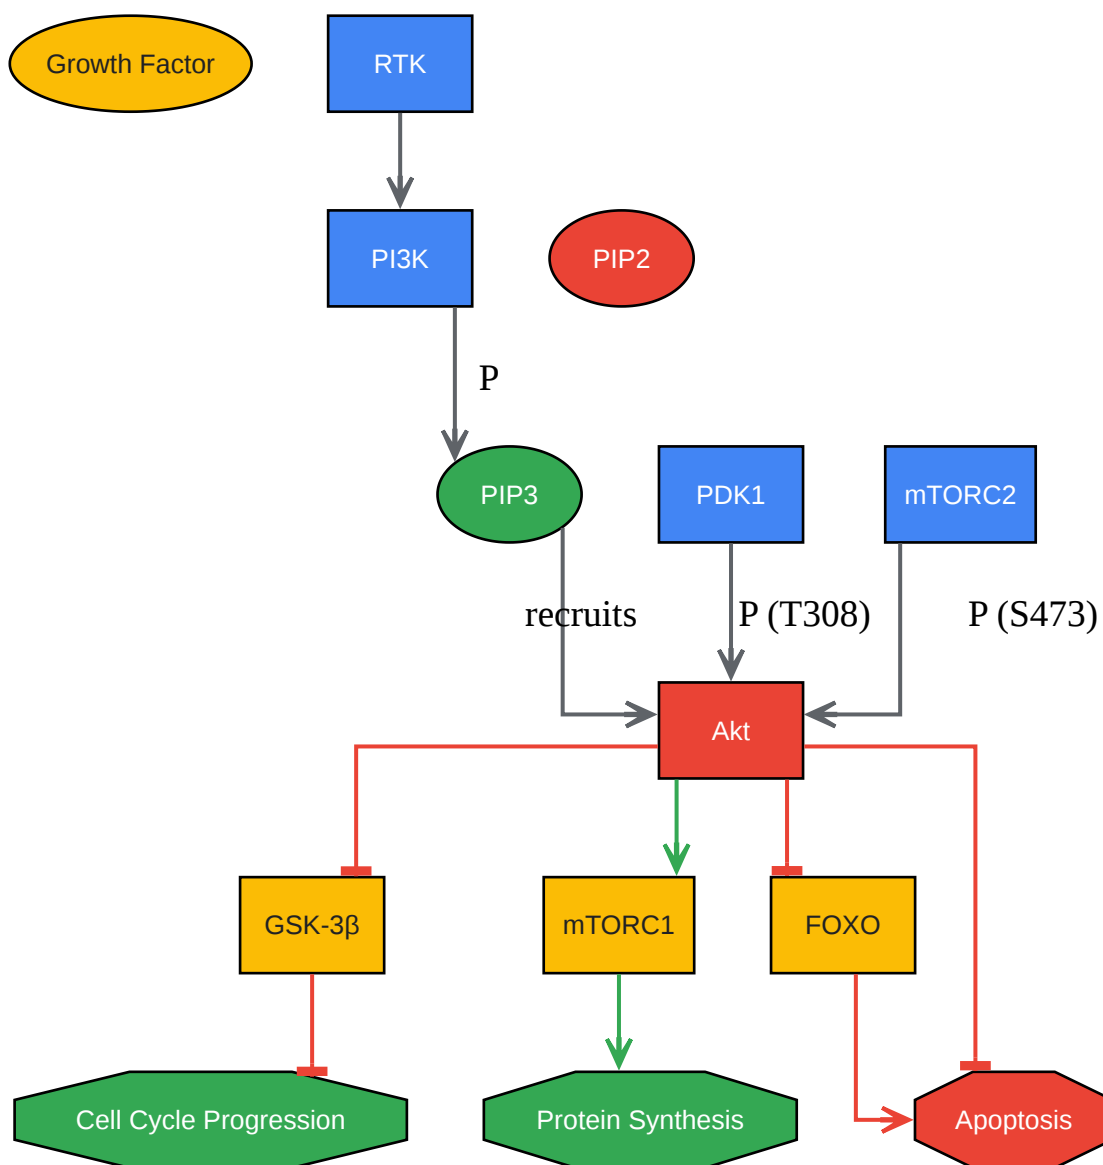 Growth Factor
RTK
PI3K
PIP2
P
PIP3
PDK1
mTORC2
recruits
P (T308)
P (S473)
Akt
GSK-3β
mTORC1
FOXO
Cell Cycle Progression
Protein Synthesis
Apoptosis